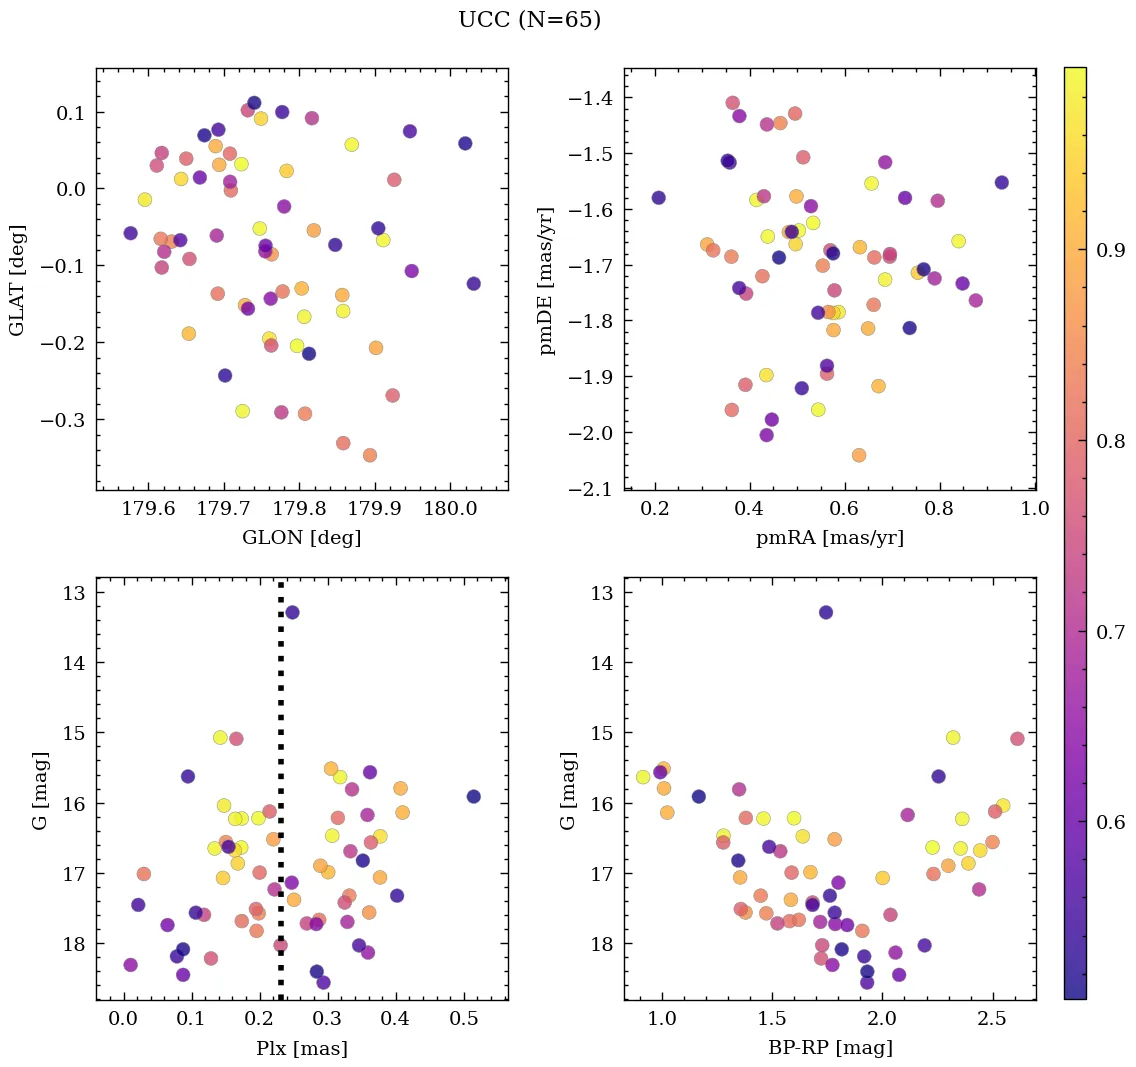 UCC (N=65)
0.1
0.0
−0.1
−0.2
−0.3
GLAT [deg]
179.6 179.7 179.8 179.9 180.0
GLON [deg]
−1.4
−1.5
−1.6
−1.7
−1.8
−1.9
−2.0
−2.1
pmDE [mas/yr]
0.2 0.4 0.6 0.8 1.0
pmRA [mas/yr]
13
14
15
16
17
18
G [mag]
0.0 0.1 0.2 0.3 0.4 0.5
Plx [mas]
13
14
15
16
17
18
G [mag]
1.0 1.5 2.0 2.5
BP-RP [mag]
0.9
0.8
0.7
0.6